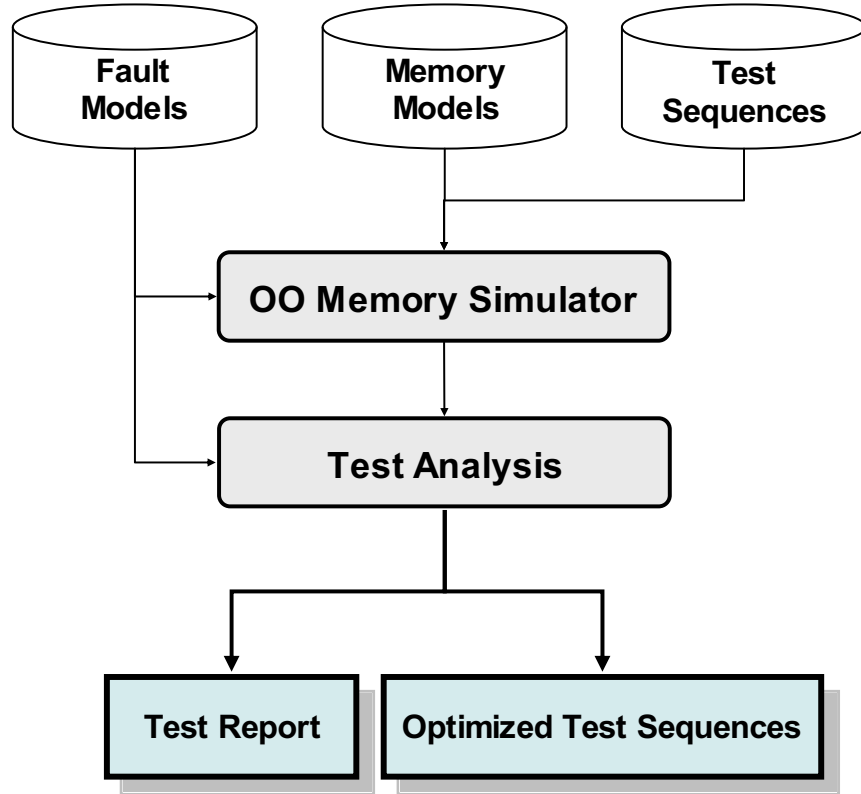 Fault
Models
Memory
Models
Test
Sequences
OO Memory Simulator
Test Analysis
Test Report
Optimized Test Sequences